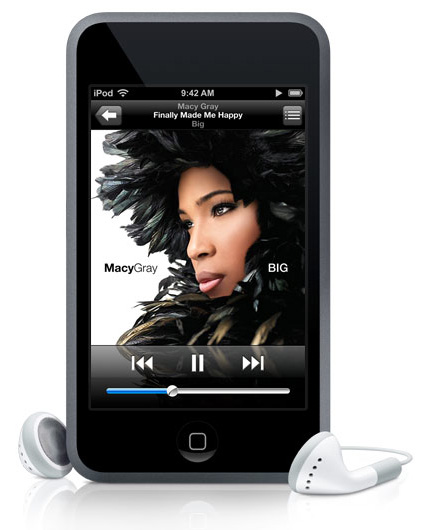 iPod 9:42 AM
Macy Gray
Finally Made Me Happy
Big
MacyGray BIG